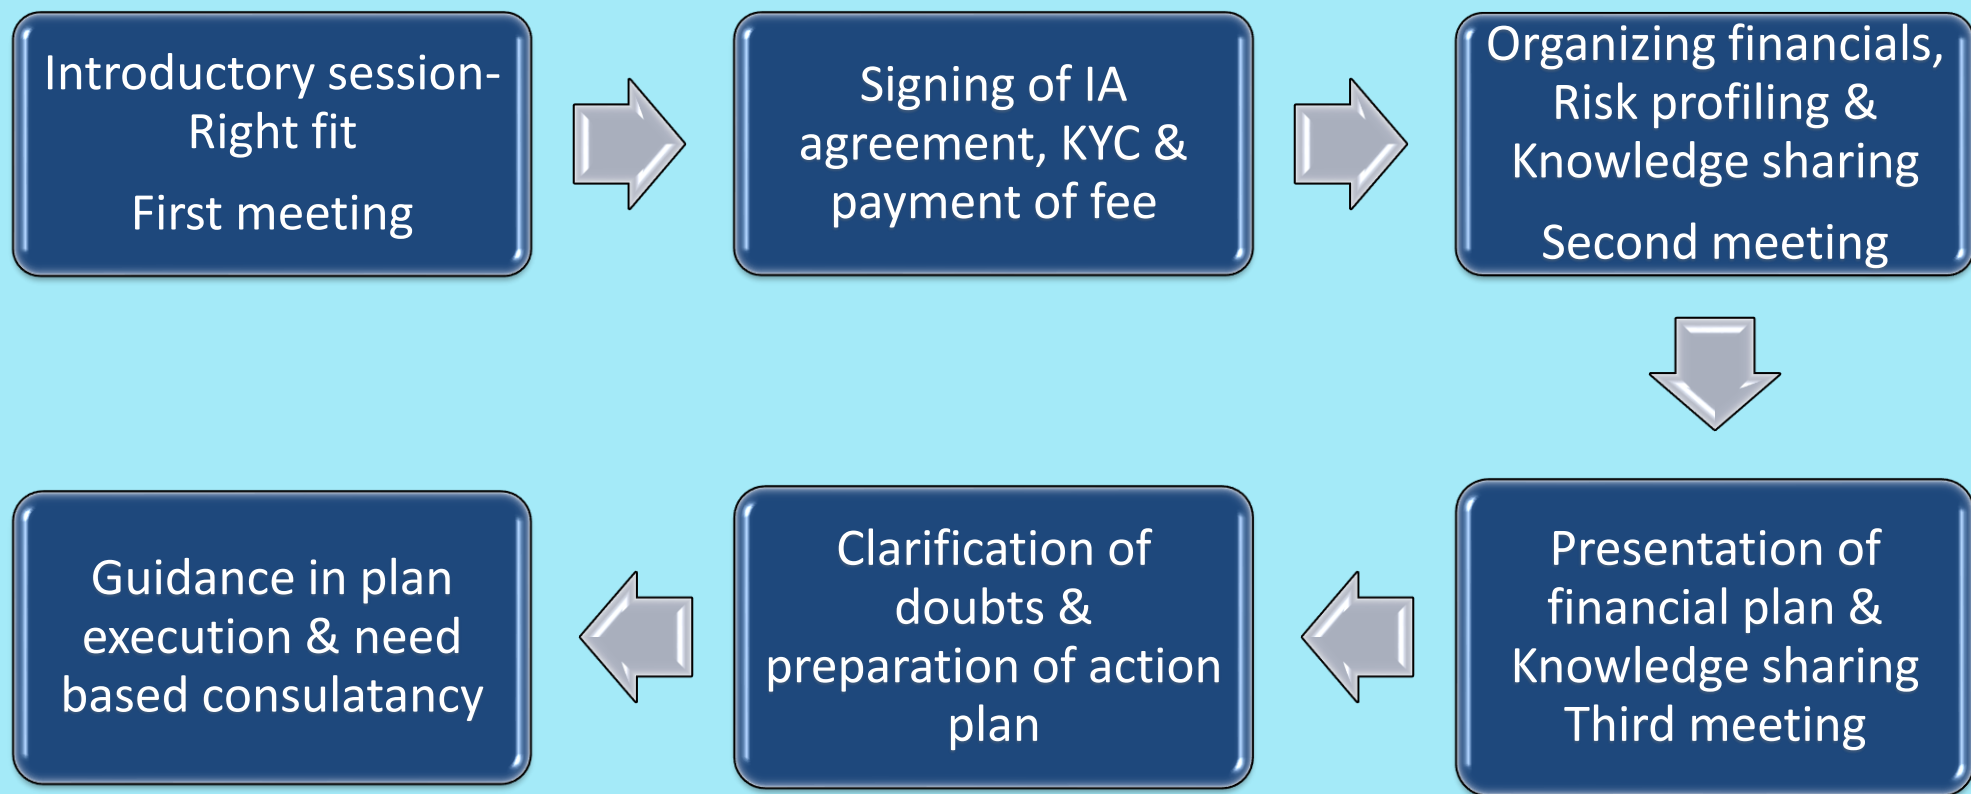 Introductory session-
Right fit
First meeting
Signing of IA
agreement, KYC &
payment of fee
Organizing financials,
Risk profiling &
Knowledge sharing
Second meeting
Presentation of
financial plan &
Knowledge sharing
Third meeting
Clarification of
doubts &
preparation of action
plan
Guidance in plan
execution & need
based consulatancy